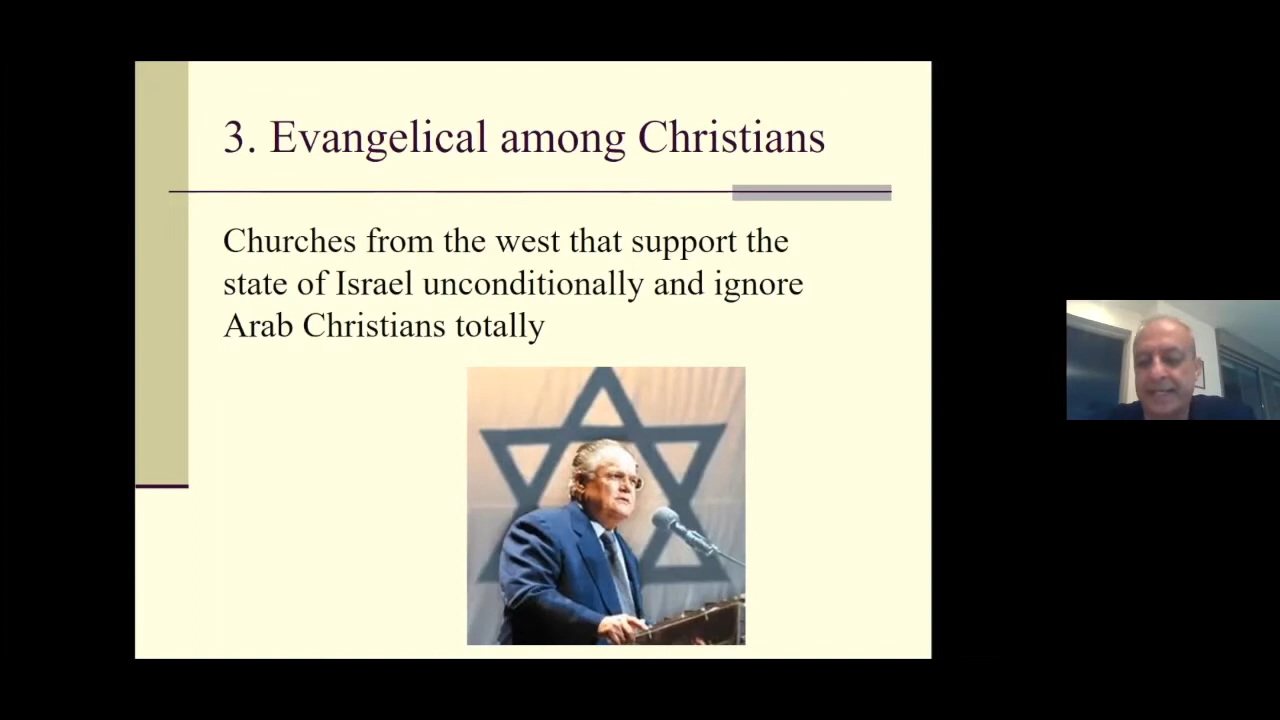 3. Evangelical among Christians
Churches from the west that support the
state of Israel unconditionally and ignore
Arab Christians totally